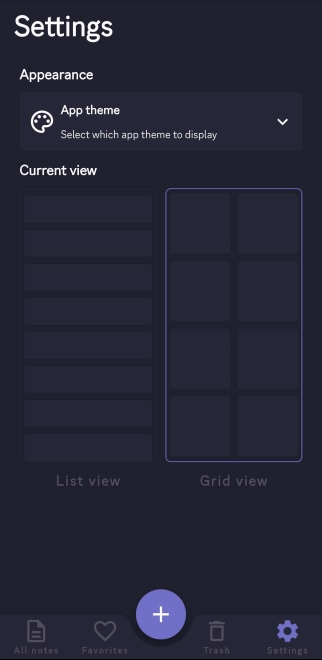 Settings
Appearance
App theme
Select which app theme to display
Current view
List view
Grid view
All notes
Favorites
Trash
Settings